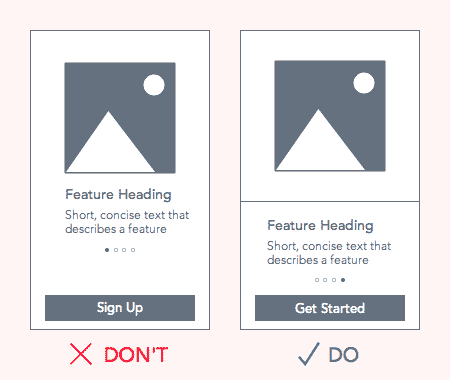 Feature Heading
Short, concise text that
describes a feature
Sign Up
DON'T
Feature Heading
Short, concise text that
describes a feature
Get Started
DO